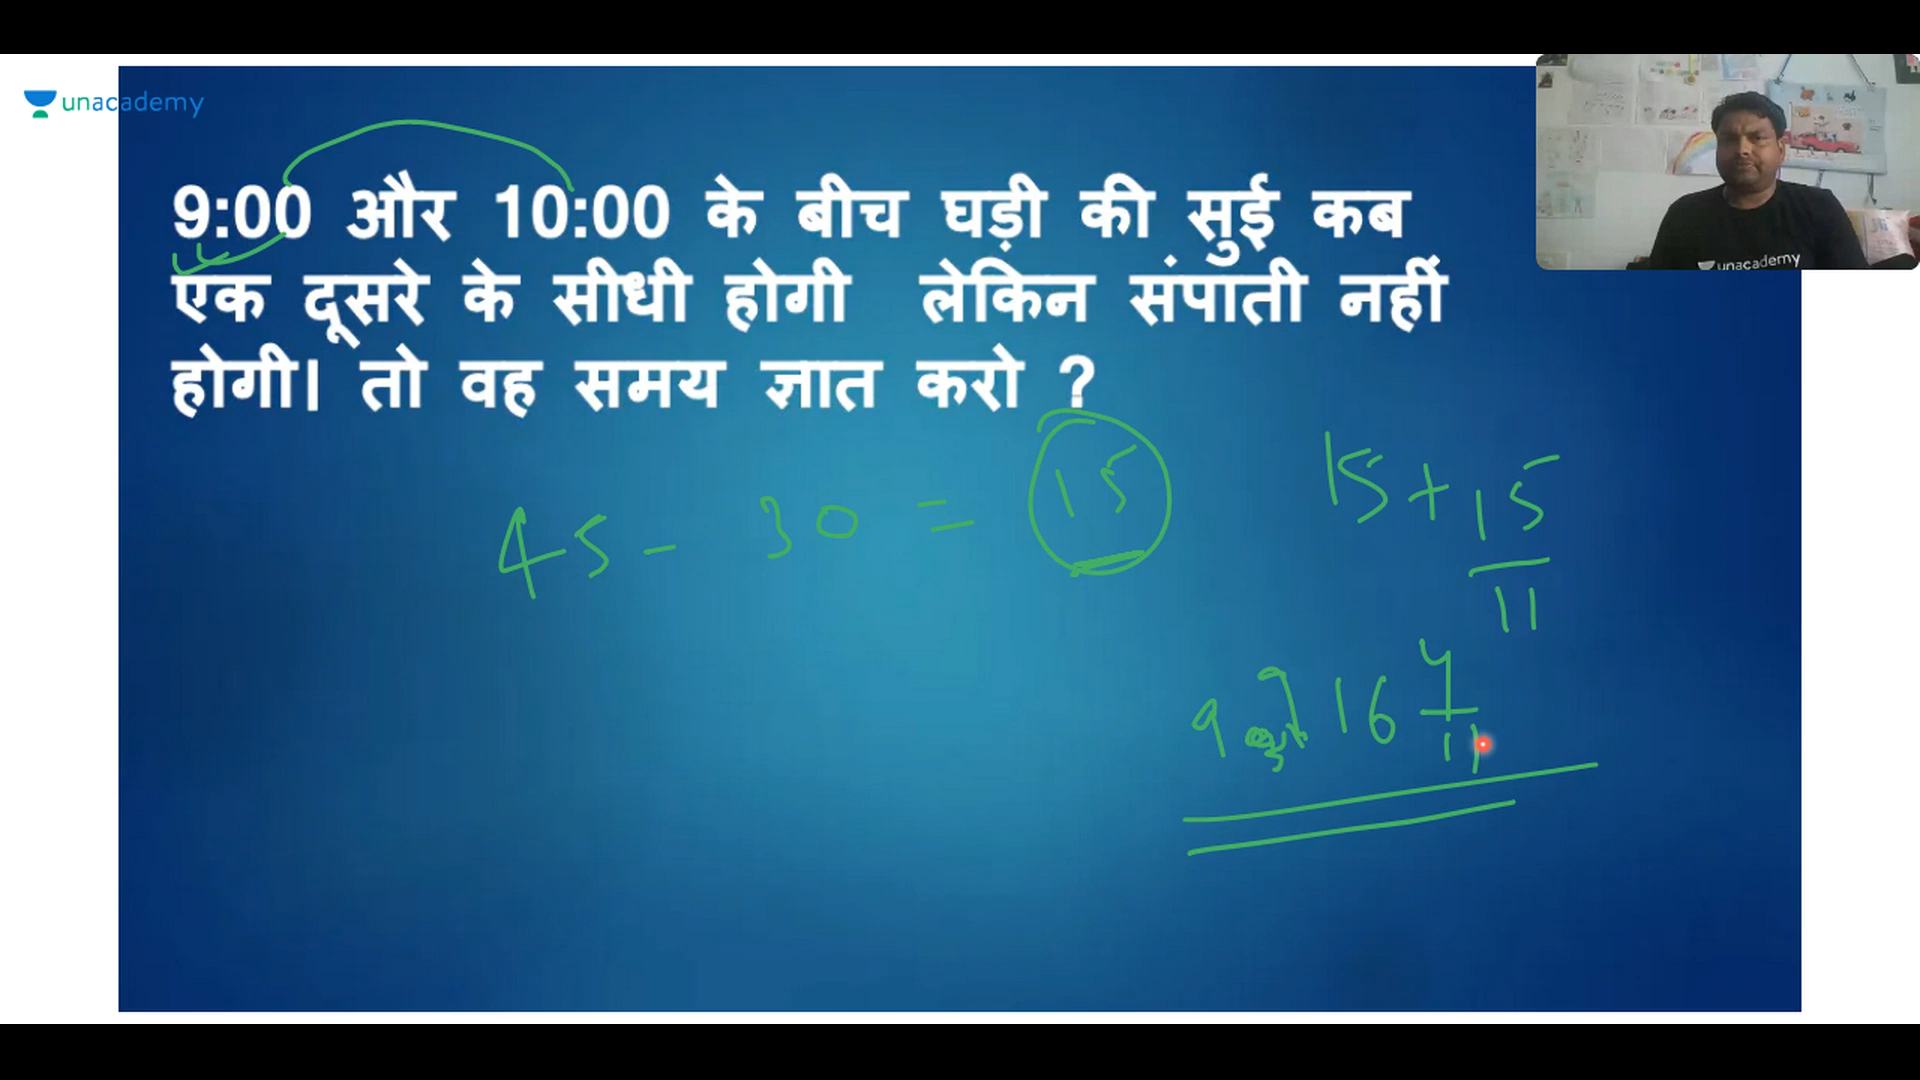 unacademy
9:00 और 10:00 के बीच घड़ी की सुई कब
एक दूसरे के सीधी होगी लेकिन संपाती नहीं
होगी। तो वह समय ज्ञात करो ?
45 - 30 = 15
15 + 15/11
9 16 4/11
unacademy